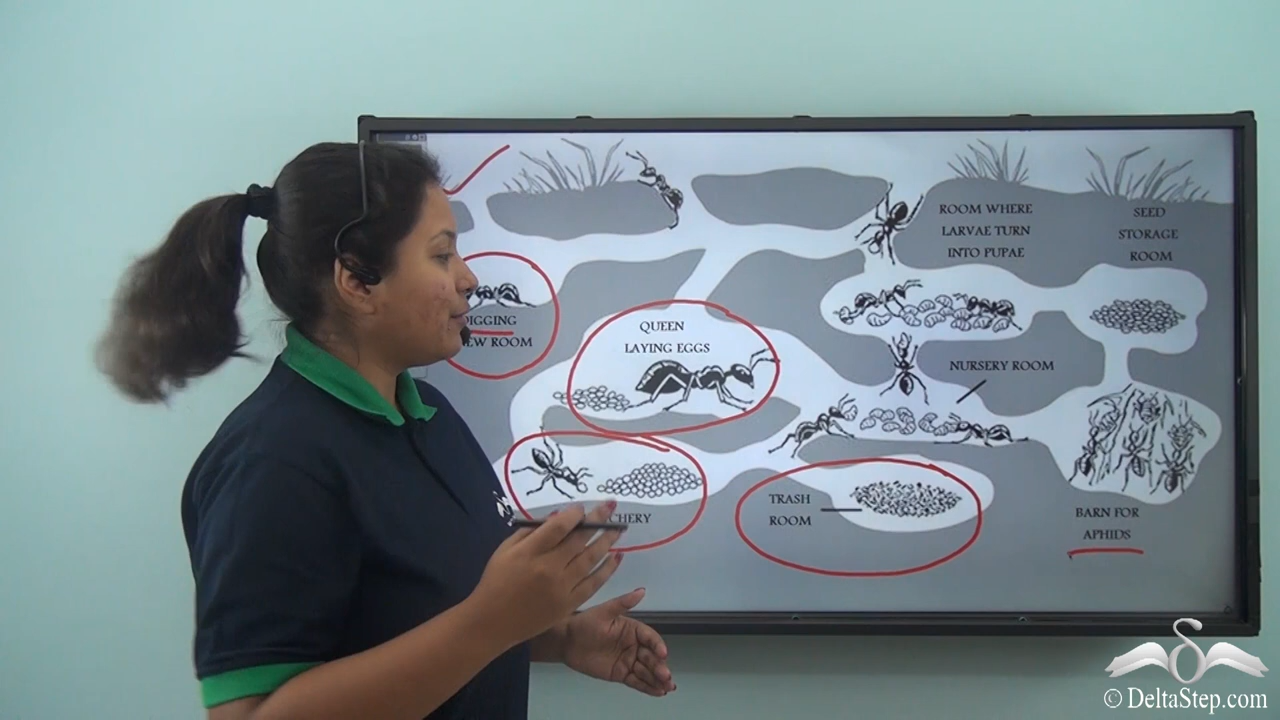 ROOM WHERE
LARVAE TURN
INTO PUPAE
SEED
STORAGE
ROOM
DIGGING
ROOM
QUEEN
LAYING EGGS
NURSERY ROOM
TRASH
ROOM
BARN FOR
APHIDS
© DeltaStep.com